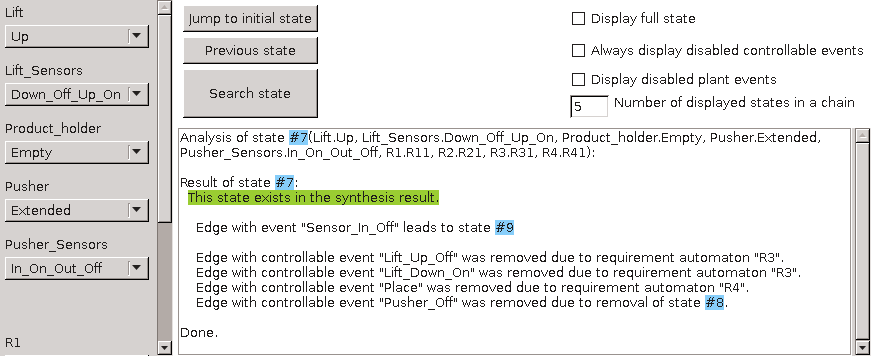 Lift
Up
Lift_Sensors
Down_Off_Up_On
Product_holder
Empty
Pusher
Extended
Pusher_Sensors
In_On_Out_Off
R1
Jump to initial state
Previous state
Search state
Display full state
Always display disabled controllable events
Display disabled plant events
5 Number of displayed states in a chain
Analysis of state #7(Lift.Up, Lift_Sensors.Down_Off_Up_On, Product_holder.Empty, Pusher.Extended,
Pusher_Sensors.In_On_Out_Off, R1.R11, R2.R21, R3.R31, R4.R41):
Result of state #7:
This state exists in the synthesis result.
Edge with event "Sensor_In_Off" leads to state #9
Edge with controllable event "Lift_Up_Off" was removed due to requirement automaton "R3".
Edge with controllable event "Lift_Down_On" was removed due to requirement automaton "R3".
Edge with controllable event "Place" was removed due to requirement automaton "R4".
Edge with controllable event "Pusher_Off" was removed due to removal of state #8.
Done.